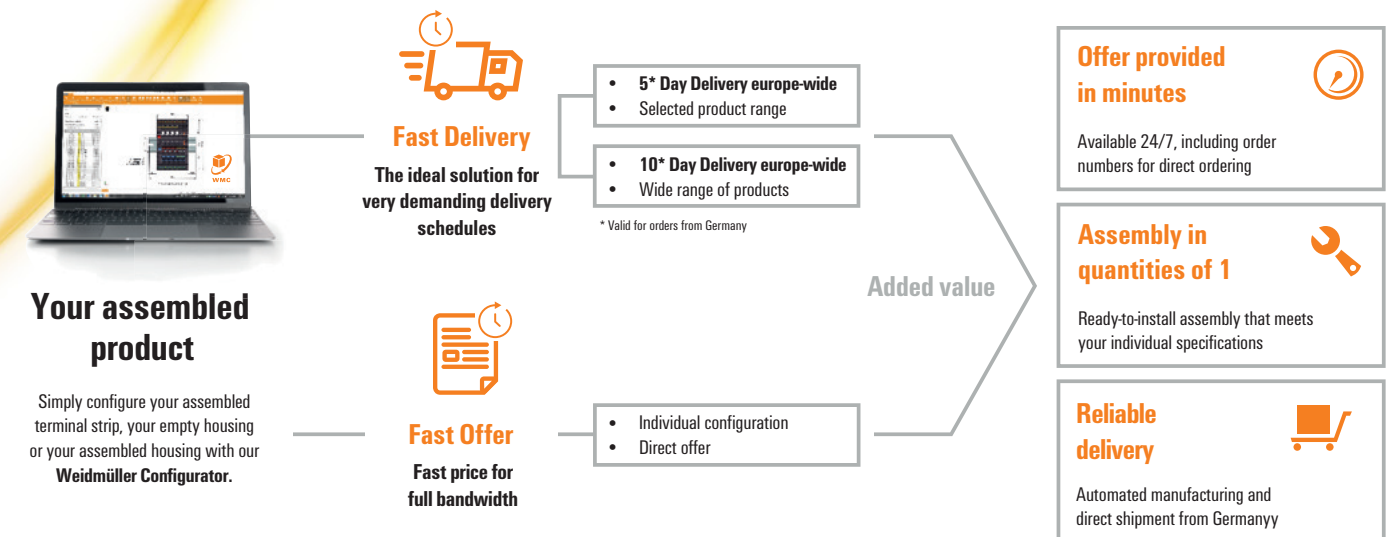 WMC
Your assembled
product
Simply configure your assembled
terminal strip, your empty housing
or your assembled housing with our
Weidmüller Configurator.
Fast Delivery
The ideal solution for
very demanding delivery
schedules
• 5* Day Delivery europe-wide
• Selected product range
• 10* Day Delivery europe-wide
• Wide range of products
* Valid for orders from Germany
Fast Offer
Fast price for
full bandwidth
• Individual configuration
• Direct offer
Added value
Offer provided
in minutes
Available 24/7, including order
numbers for direct ordering
Assembly in
quantities of 1
Ready-to-install assembly that meets
your individual specifications
Reliable
delivery
Automated manufacturing and
direct shipment from Germanyy